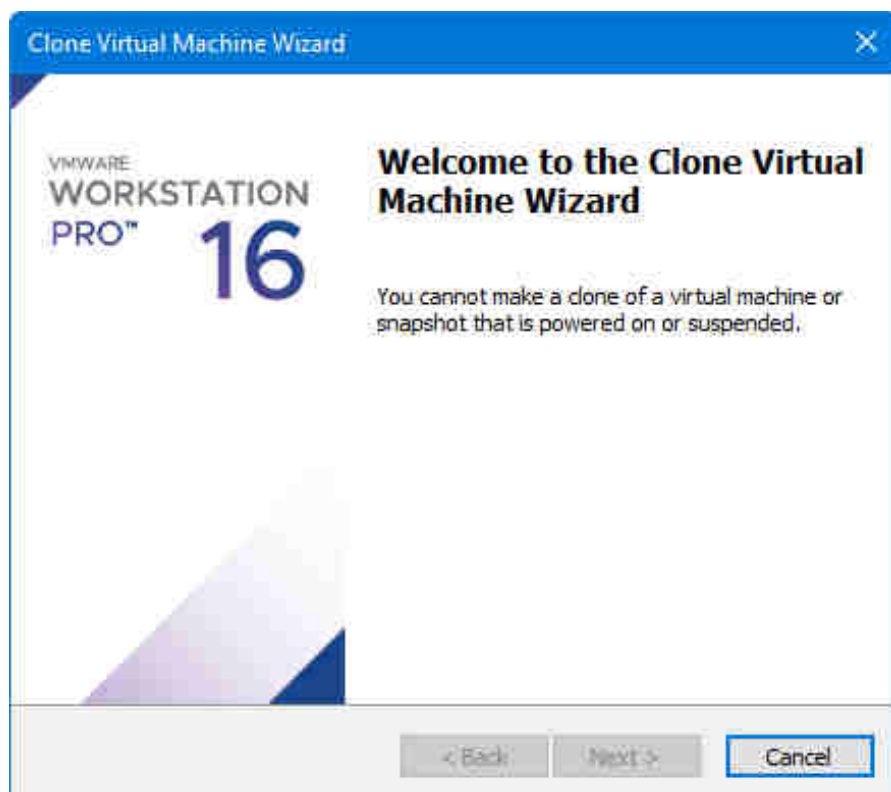 Clone Virtual Machine Wizard
VMWARE
WORKSTATION
PRO™ 16
Welcome to the Clone Virtual
Machine Wizard
You cannot make a clone of a virtual machine or
snapshot that is powered on or suspended.
< Back Next > Cancel